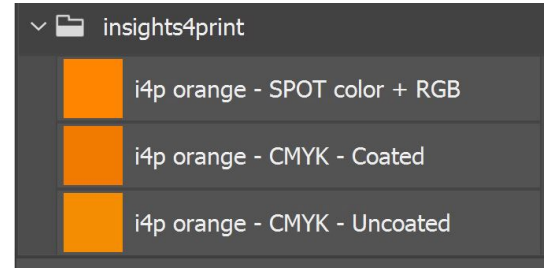 insights4print
i4p orange - SPOT color + RGB
i4p orange - CMYK - Coated
i4p orange - CMYK - Uncoated